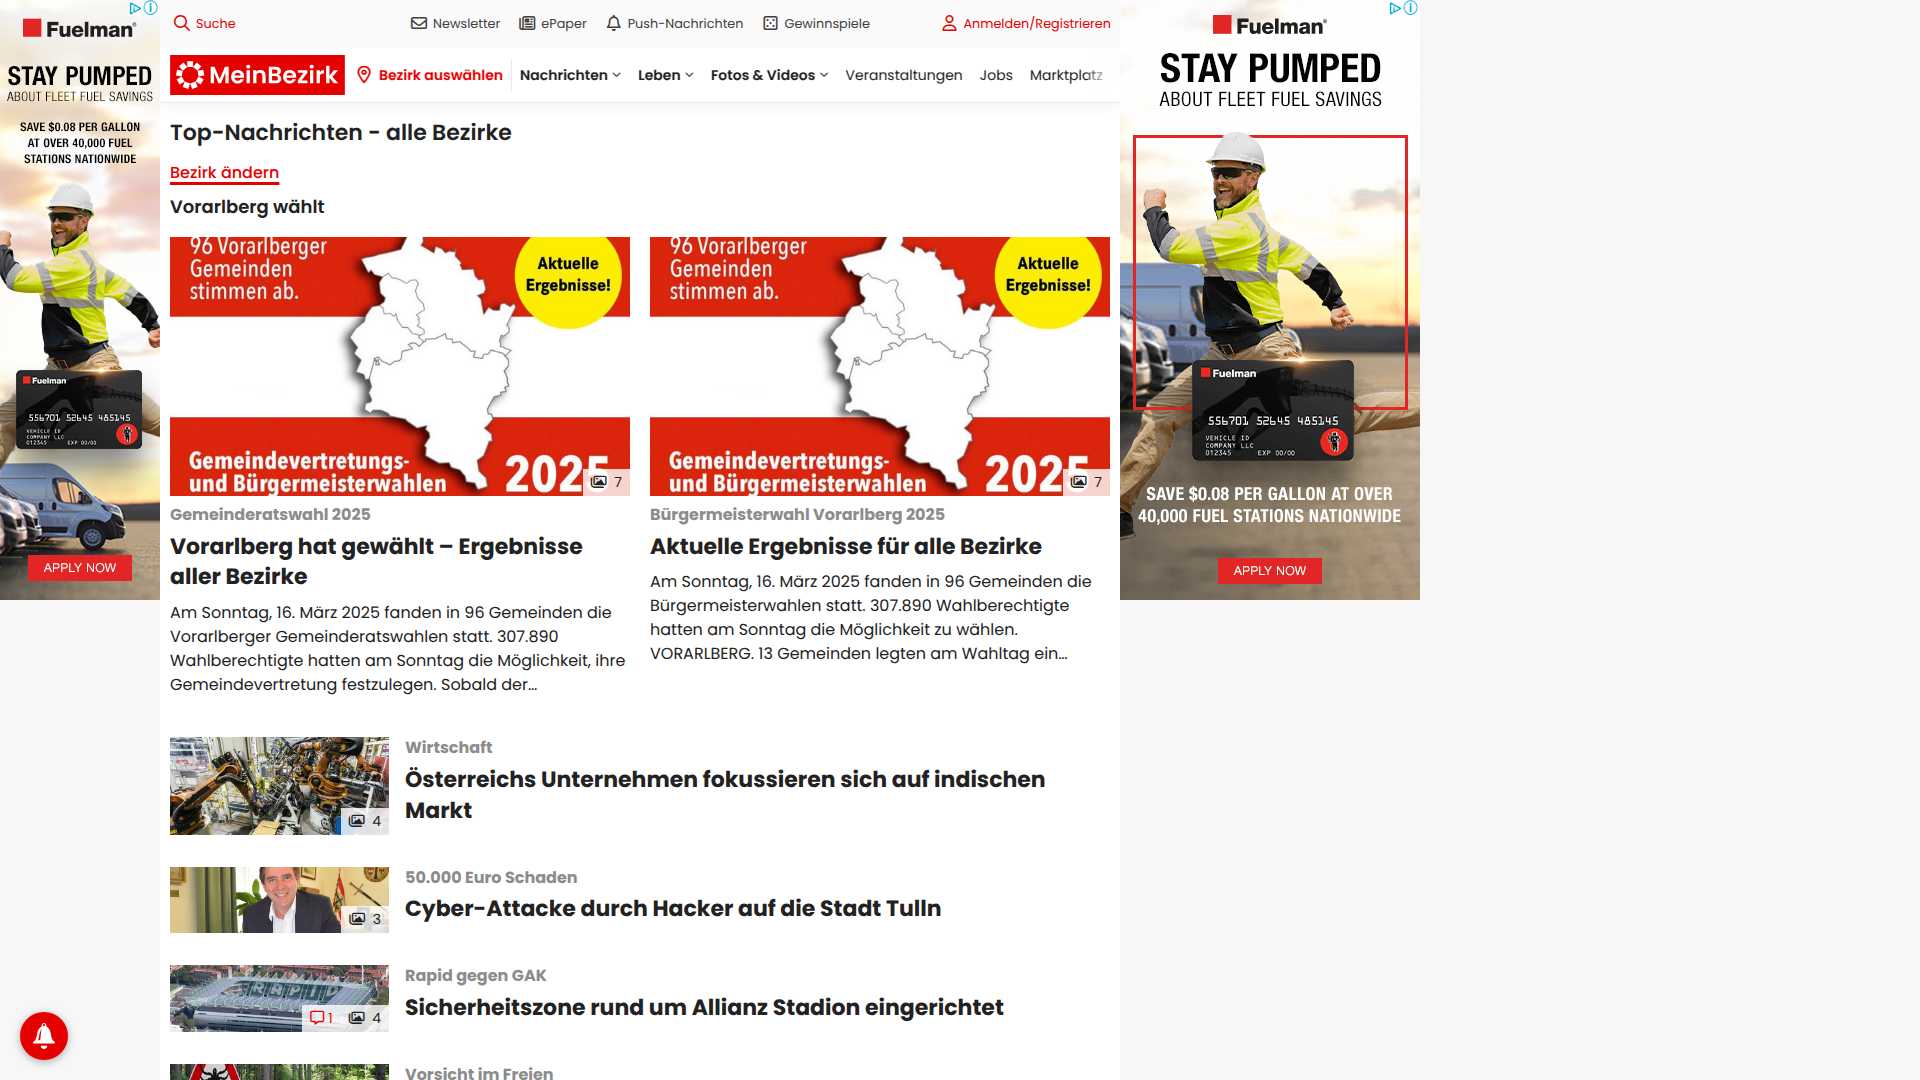 Fuelman
STAY PUMPED
ABOUT FLEET FUEL SAVINGS
SAVE $0.08 PER GALLON
AT OVER 40,000 FUEL
STATIONS NATIONWIDE
Fuelman
556701 52645 485145
VEHICLE ID
COMPANY LLC
012345 EXP 00/00
APPLY NOW
Suche
Newsletter
ePaper
Push-Nachrichten
Gewinnspiele
Anmelden/Registrieren
MeinBezirk
Bezirk auswählen
Nachrichten
Leben
Fotos & Videos
Veranstaltungen
Jobs
Marktplatz
Top-Nachrichten - alle Bezirke
Bezirk ändern
Vorarlberg wählt
96 Vorarlberger
Gemeinden
stimmen ab.
Aktuelle
Ergebnisse!
Gemeindevertretungs-
und Bürgermeisterwahlen
2025
7
Gemeinderatswahl 2025
Vorarlberg hat gewählt – Ergebnisse
aller Bezirke
Am Sonntag, 16. März 2025 fanden in 96 Gemeinden die
Vorarlberger Gemeinderatswahlen statt. 307.890
Wahlberechtigte hatten am Sonntag die Möglichkeit, ihre
Gemeindevertretung festzulegen. Sobald der...
96 Vorarlberger
Gemeinden
stimmen ab.
Aktuelle
Ergebnisse!
Gemeindevertretungs-
und Bürgermeisterwahlen
2025
7
Bürgermeisterwahl Vorarlberg 2025
Aktuelle Ergebnisse für alle Bezirke
Am Sonntag, 16. März 2025 fanden in 96 Gemeinden die
Bürgermeisterwahlen statt. 307.890 Wahlberechtigte
hatten am Sonntag die Möglichkeit zu wählen.
VORARLBERG. 13 Gemeinden legten am Wahltag ein...
4
Wirtschaft
Österreichs Unternehmen fokussieren sich auf indischen
Markt
3
50.000 Euro Schaden
Cyber-Attacke durch Hacker auf die Stadt Tulln
RAPID
1
4
Rapid gegen GAK
Sicherheitszone rund um Allianz Stadion eingerichtet
Vorsicht im Freien
Fuelman
STAY PUMPED
ABOUT FLEET FUEL SAVINGS
Fuelman
556701 52645 485145
VEHICLE ID
COMPANY LLC
012345 EXP 00/00
SAVE $0.08 PER GALLON AT OVER
40,000 FUEL STATIONS NATIONWIDE
APPLY NOW